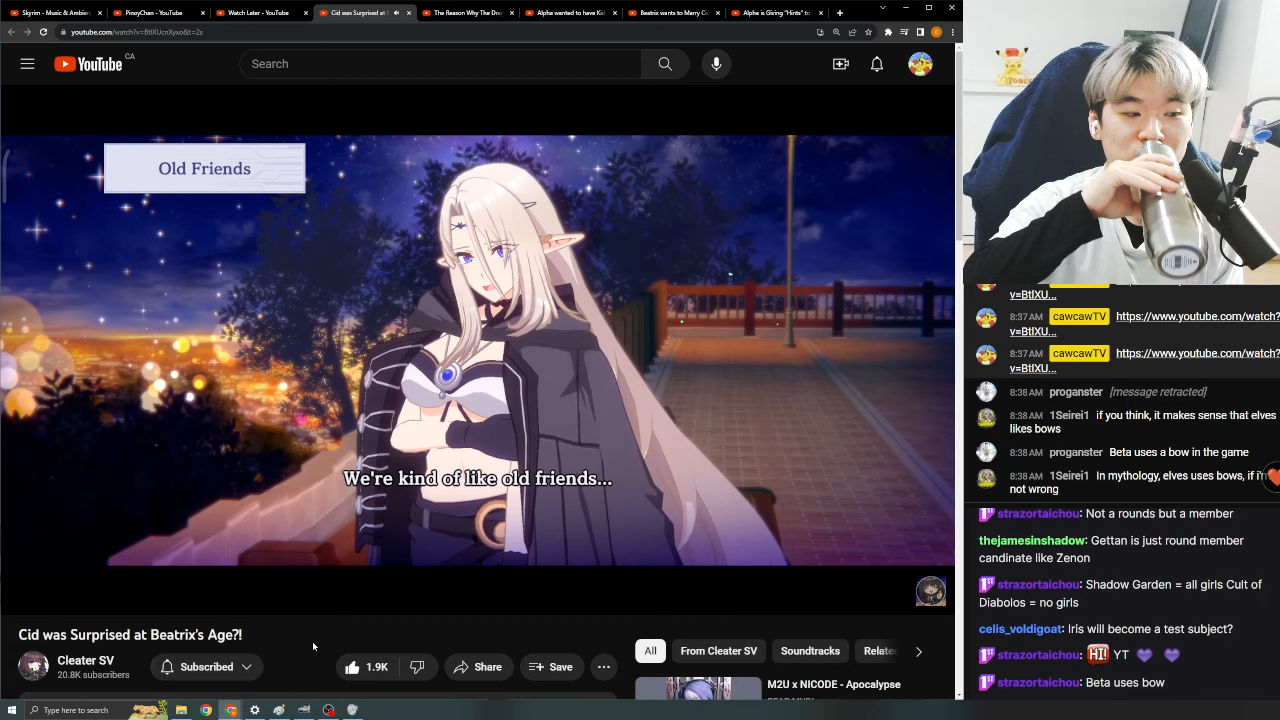 Skyrim - Music & Ambien
PinoyChan - YouTube
Watch Later - YouTube
Cid was Surprised at B
The Reason Why The Dra
Alpha wanted to have Kid
Beatrix wants to Marry Ci
Alpha is Giving "Hints" to
youtube.com/watch?v=BtlXUcnXyxo&t=2s
YouTube CA
Search
Old Friends
We're kind of like old friends...
Cid was Surprised at Beatrix's Age?!
Cleater SV
20.8K subscribers
Subscribed
1.9K
Share
Save
All
From Cleater SV
Soundtracks
Relate
M2U x NICODE - Apocalypse
Type here to search
v=BtlXU...
8:37 AM cawcawTV https://www.youtube.com/watch?
v=BtlXU...
8:37 AM cawcawTV https://www.youtube.com/watch?
v=BtlXU...
8:38 AM proganster [message retracted]
8:38 AM 1Seirei1 if you think, it makes sense that elves
likes bows
8:38 AM proganster Beta uses a bow in the game
8:38 AM 1Seirei1 In mythology, elves uses bows, if i'm
not wrong
1ST strazortaichou: Not a rounds but a member
thejamesinshadow: Gettan is just round member
candinate like Zenon
1ST strazortaichou: Shadow Garden = all girls Cult of
Diabolos = no girls
celis_voldigoat: Iris will become a test subject?
1ST strazortaichou: HI! YT
1ST strazortaichou: Beta uses bow